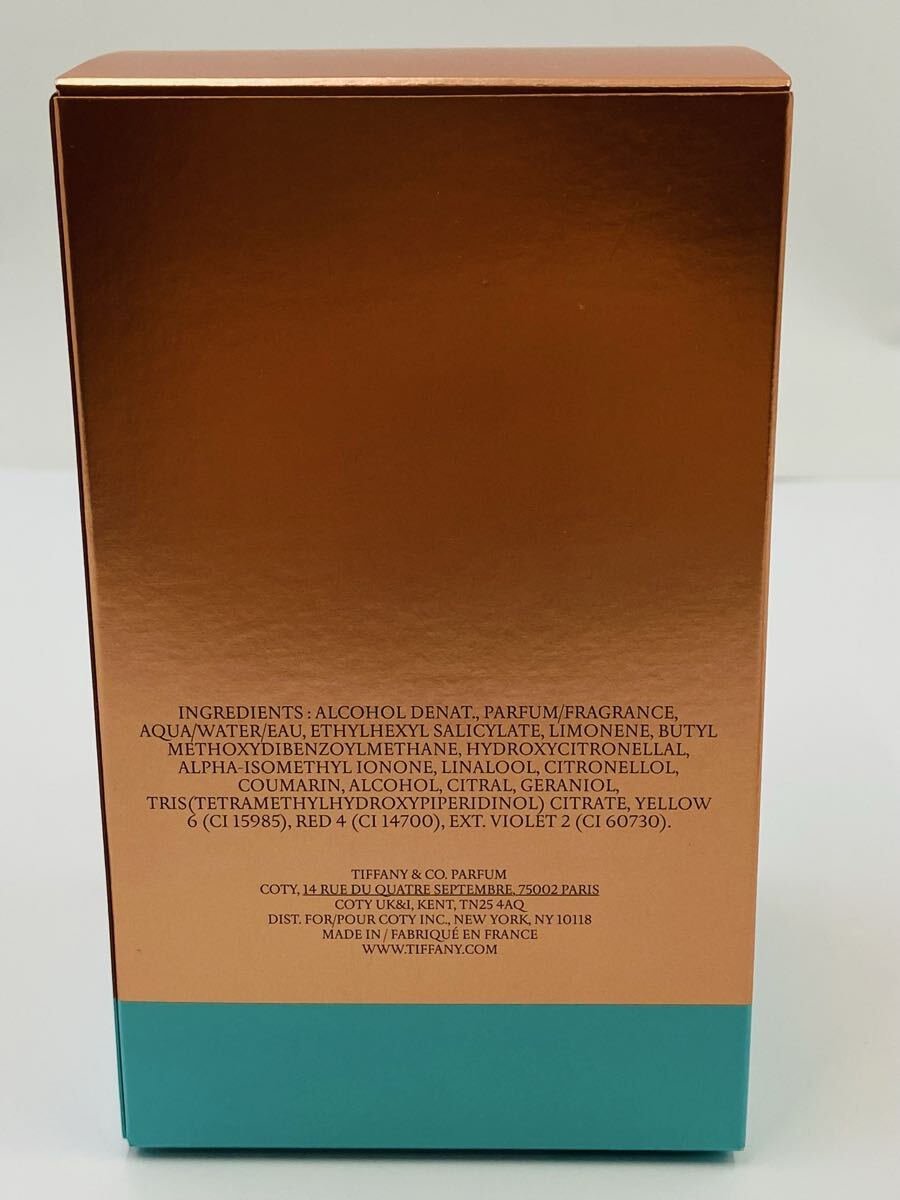 INGREDIENTS : ALCOHOL DENAT., PARFUM/FRAGRANCE,
AQUA/WATER/EAU, ETHYLHEXYL SALICYLATE, LIMONENE, BUTYL
METHOXYDIBENZOYLMETHANE, HYDROXYCITRONELLAL,
ALPHA-ISOMETHYL IONONE, LINALOOL, CITRONELLOL,
COUMARIN, ALCOHOL, CITRAL, GERANIOL,
TRIS(TETRAMETHYLHYDROXYPIPERIDINOL) CITRATE, YELLOW
6 (CI 15985), RED 4 (CI 14700), EXT. VIOLET 2 (CI 60730).
TIFFANY & CO. PARFUM
COTY, 14 RUE DU QUATRE SEPTEMBRE, 75002 PARIS
COTY UK&I, KENT, TN25 4AQ
DIST. FOR/POUR COTY INC., NEW YORK, NY 10118
MADE IN / FABRIQUÉ EN FRANCE
WWW.TIFFANY.COM